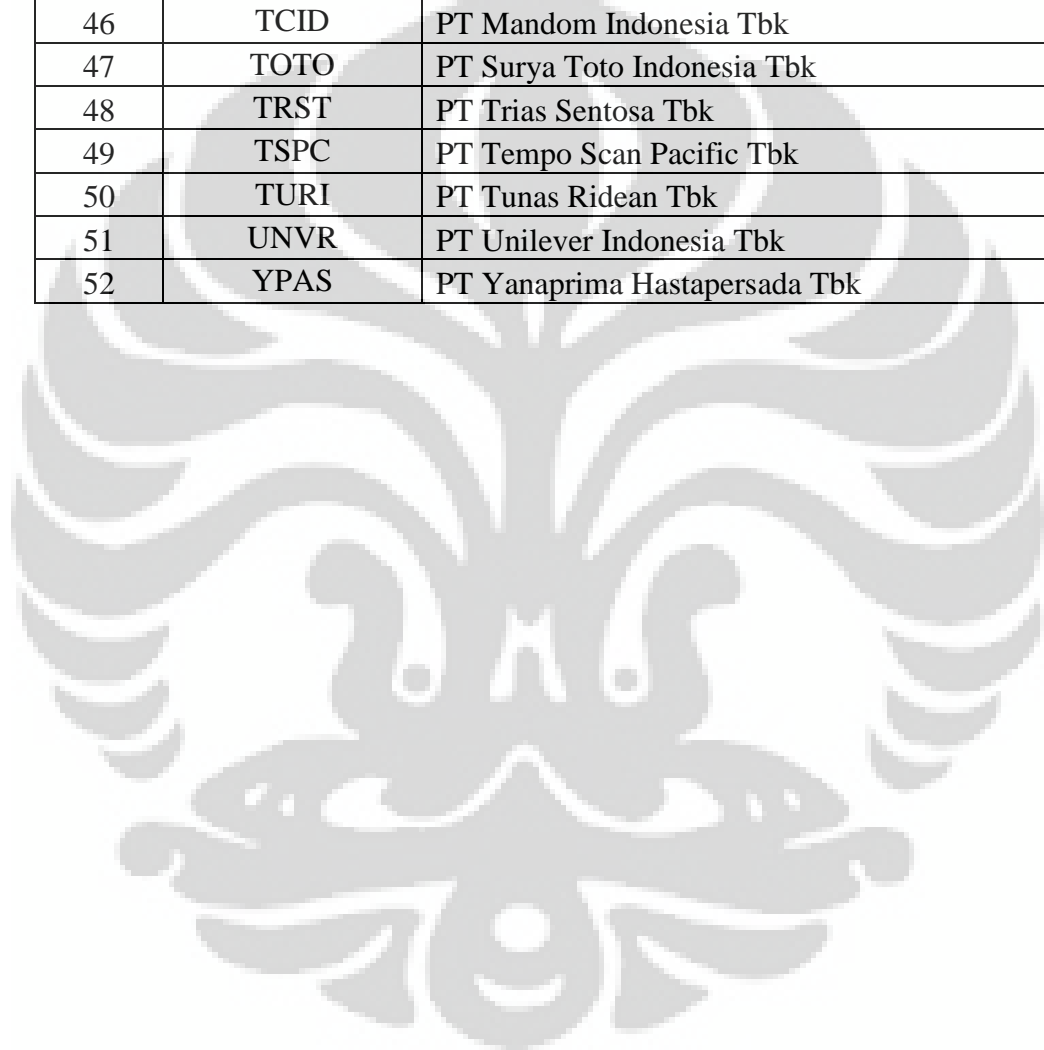 46 TCID PT Mandom Indonesia Tbk
47 TOTO PT Surya Toto Indonesia Tbk
48 TRST PT Trias Sentosa Tbk
49 TSPC PT Tempo Scan Pacific Tbk
50 TURI PT Tunas Ridean Tbk
51 UNVR PT Unilever Indonesia Tbk
52 YPAS PT Yanaprima Hastapersada Tbk